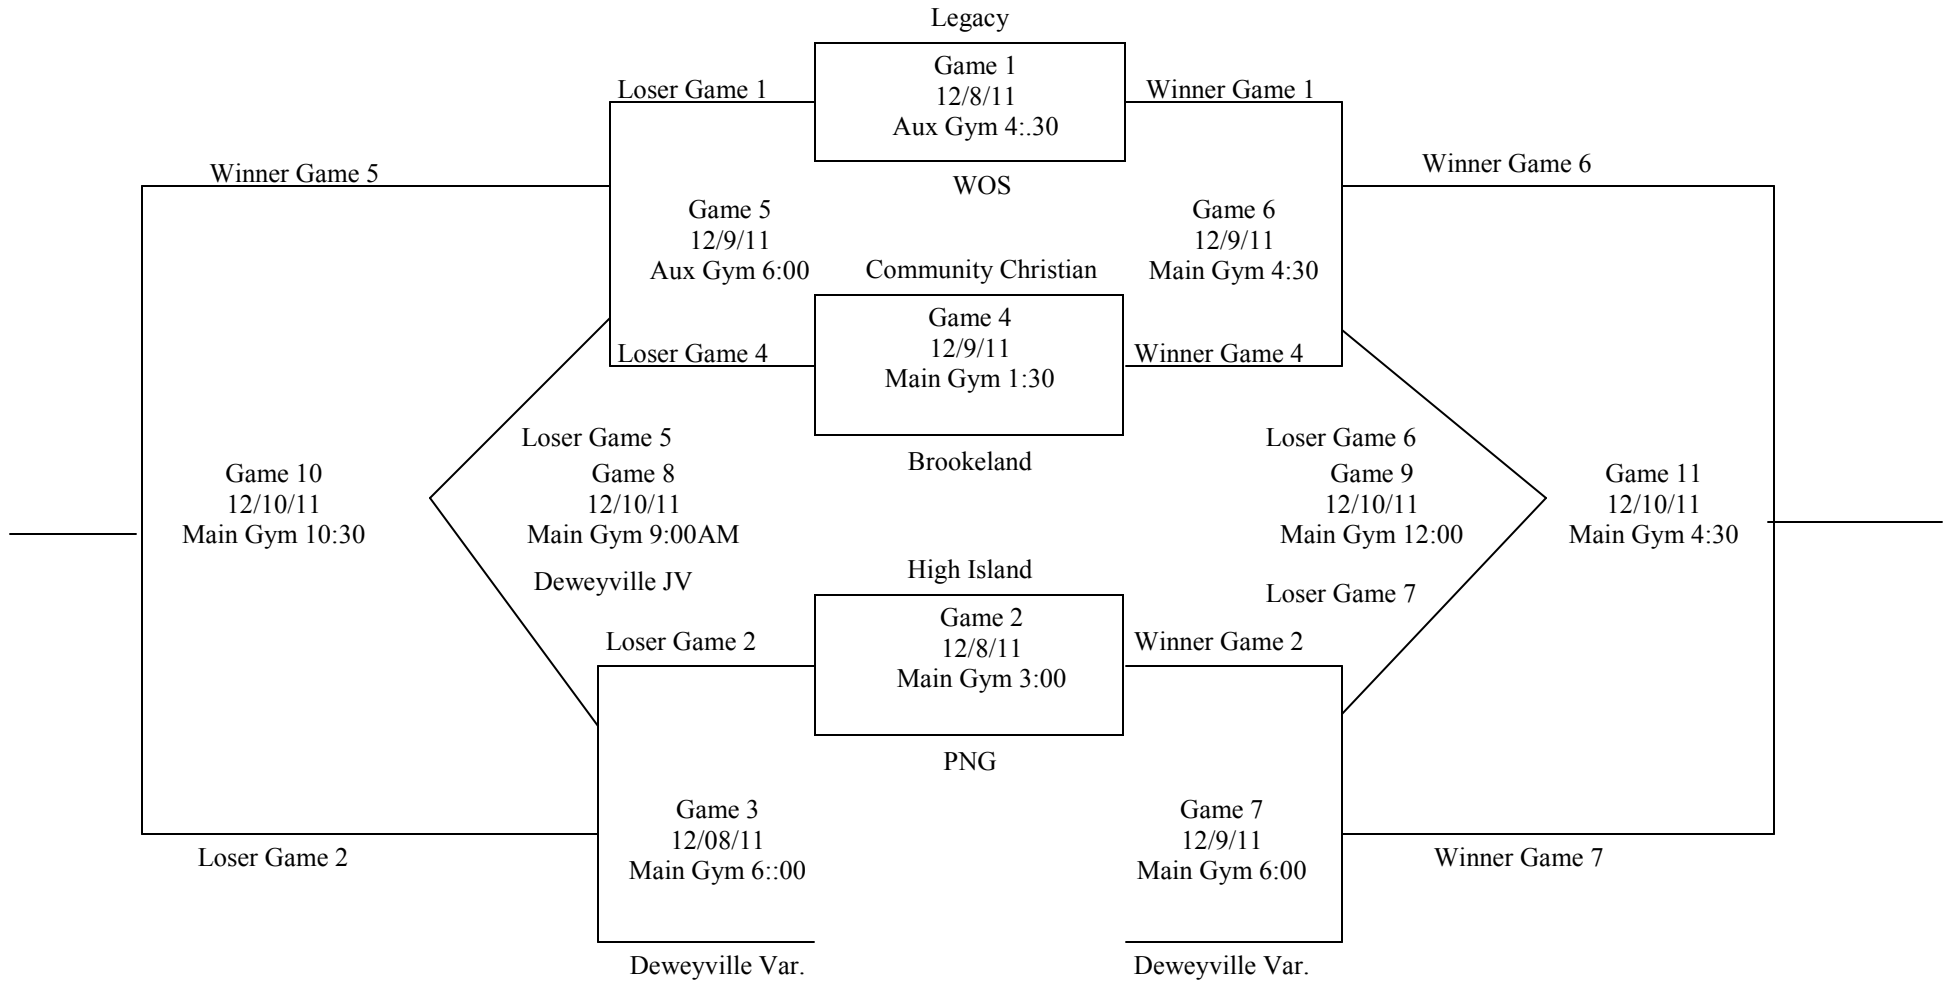 Legacy
Game 1
12/8/11
Aux Gym 4:.30
Loser Game 1
Winner Game 1
Winner Game 5
Winner Game 6
WOS
Game 5
12/9/11
Aux Gym 6:00
Game 6
12/9/11
Main Gym 4:30
Community Christian
Game 4
12/9/11
Main Gym 1:30
Loser Game 4
Winner Game 4
Brookeland
Loser Game 5
Game 8
12/10/11
Main Gym 9:00AM
Deweyville JV
Loser Game 6
Game 9
12/10/11
Main Gym 12:00
Loser Game 7
Game 10
12/10/11
Main Gym 10:30
Game 11
12/10/11
Main Gym 4:30
High Island
Game 2
12/8/11
Main Gym 3:00
Loser Game 2
Winner Game 2
PNG
Game 3
12/08/11
Main Gym 6::00
Game 7
12/9/11
Main Gym 6:00
Loser Game 2
Winner Game 7
Deweyville Var.
Deweyville Var.